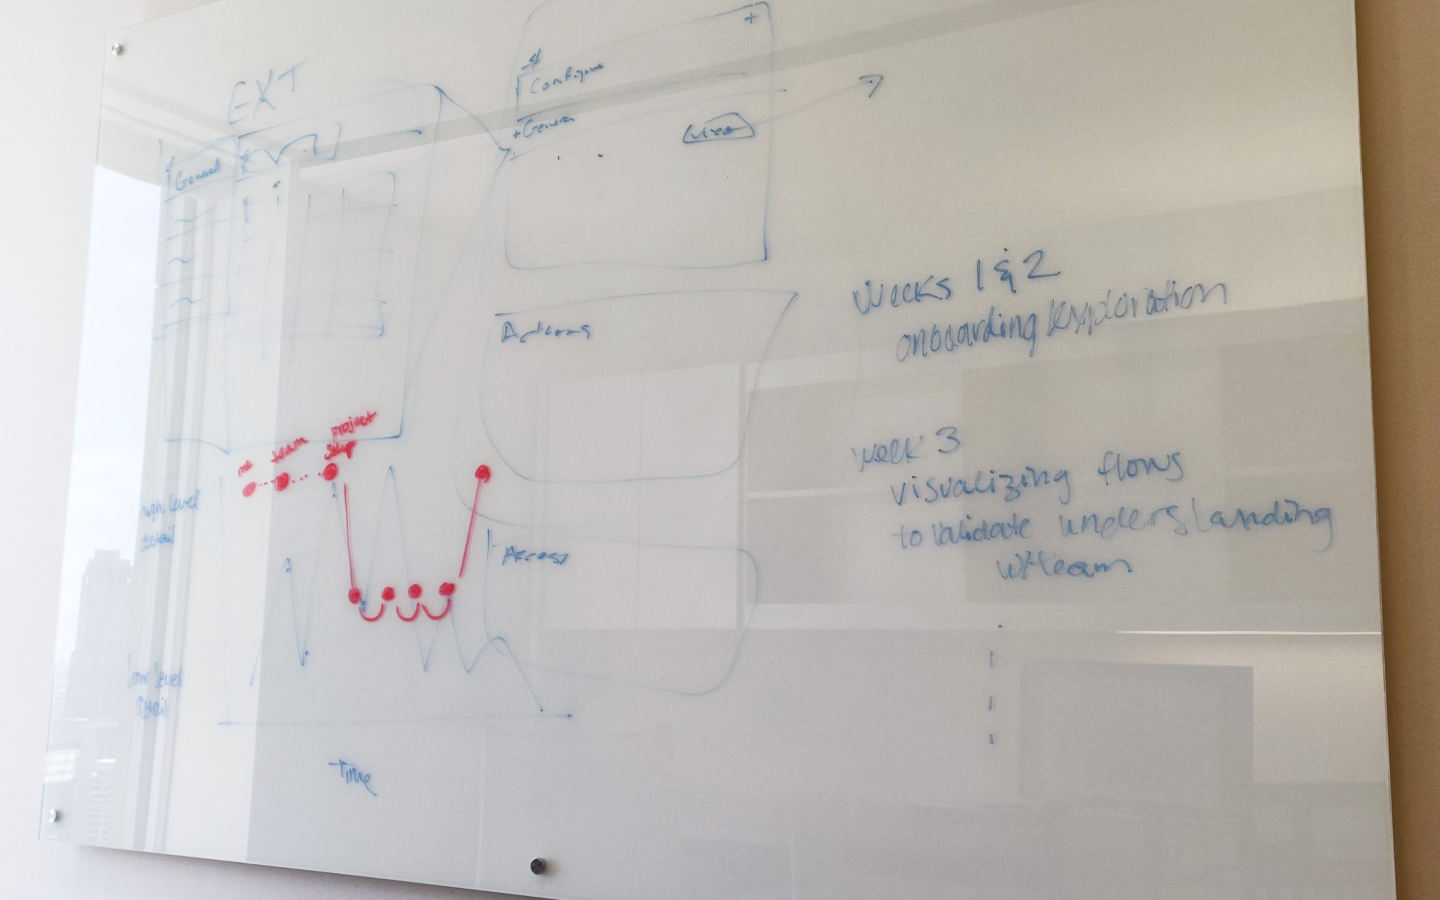 EXT
General
+
$
Configure
+ General
Actions
Access
me
team
project
setup
high level
detail
low level
detail
Time
Weeks 1 & 2
onboarding / exploration
week 3
visualizing flows
to validate understanding
w/ team